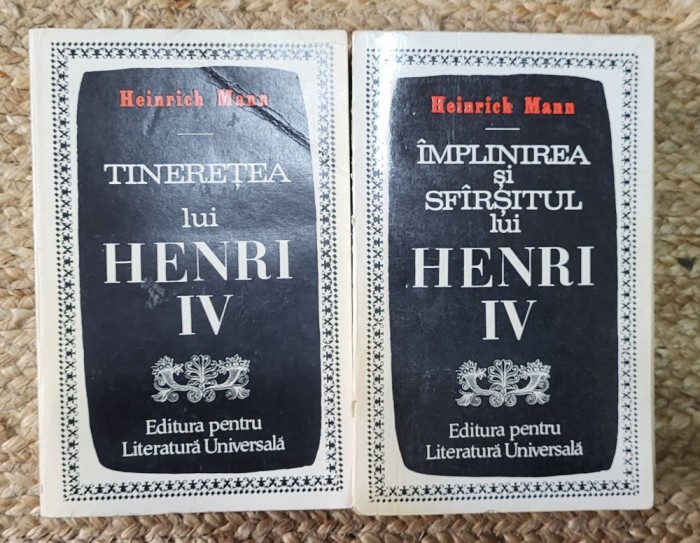 Heinrich Mann
TINEREȚEA
lui
HENRI
IV
Editura pentru
Literatură Universală
Heinrich Mann
ÎMPLINIREA
și
SFÎRȘITUL
lui
HENRI
IV
Editura pentru
Literatură Universală